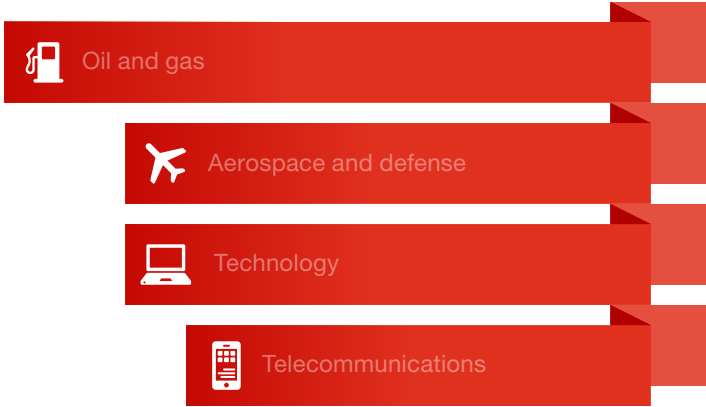 Oil and gas
Aerospace and defense
Technology
Telecommunications